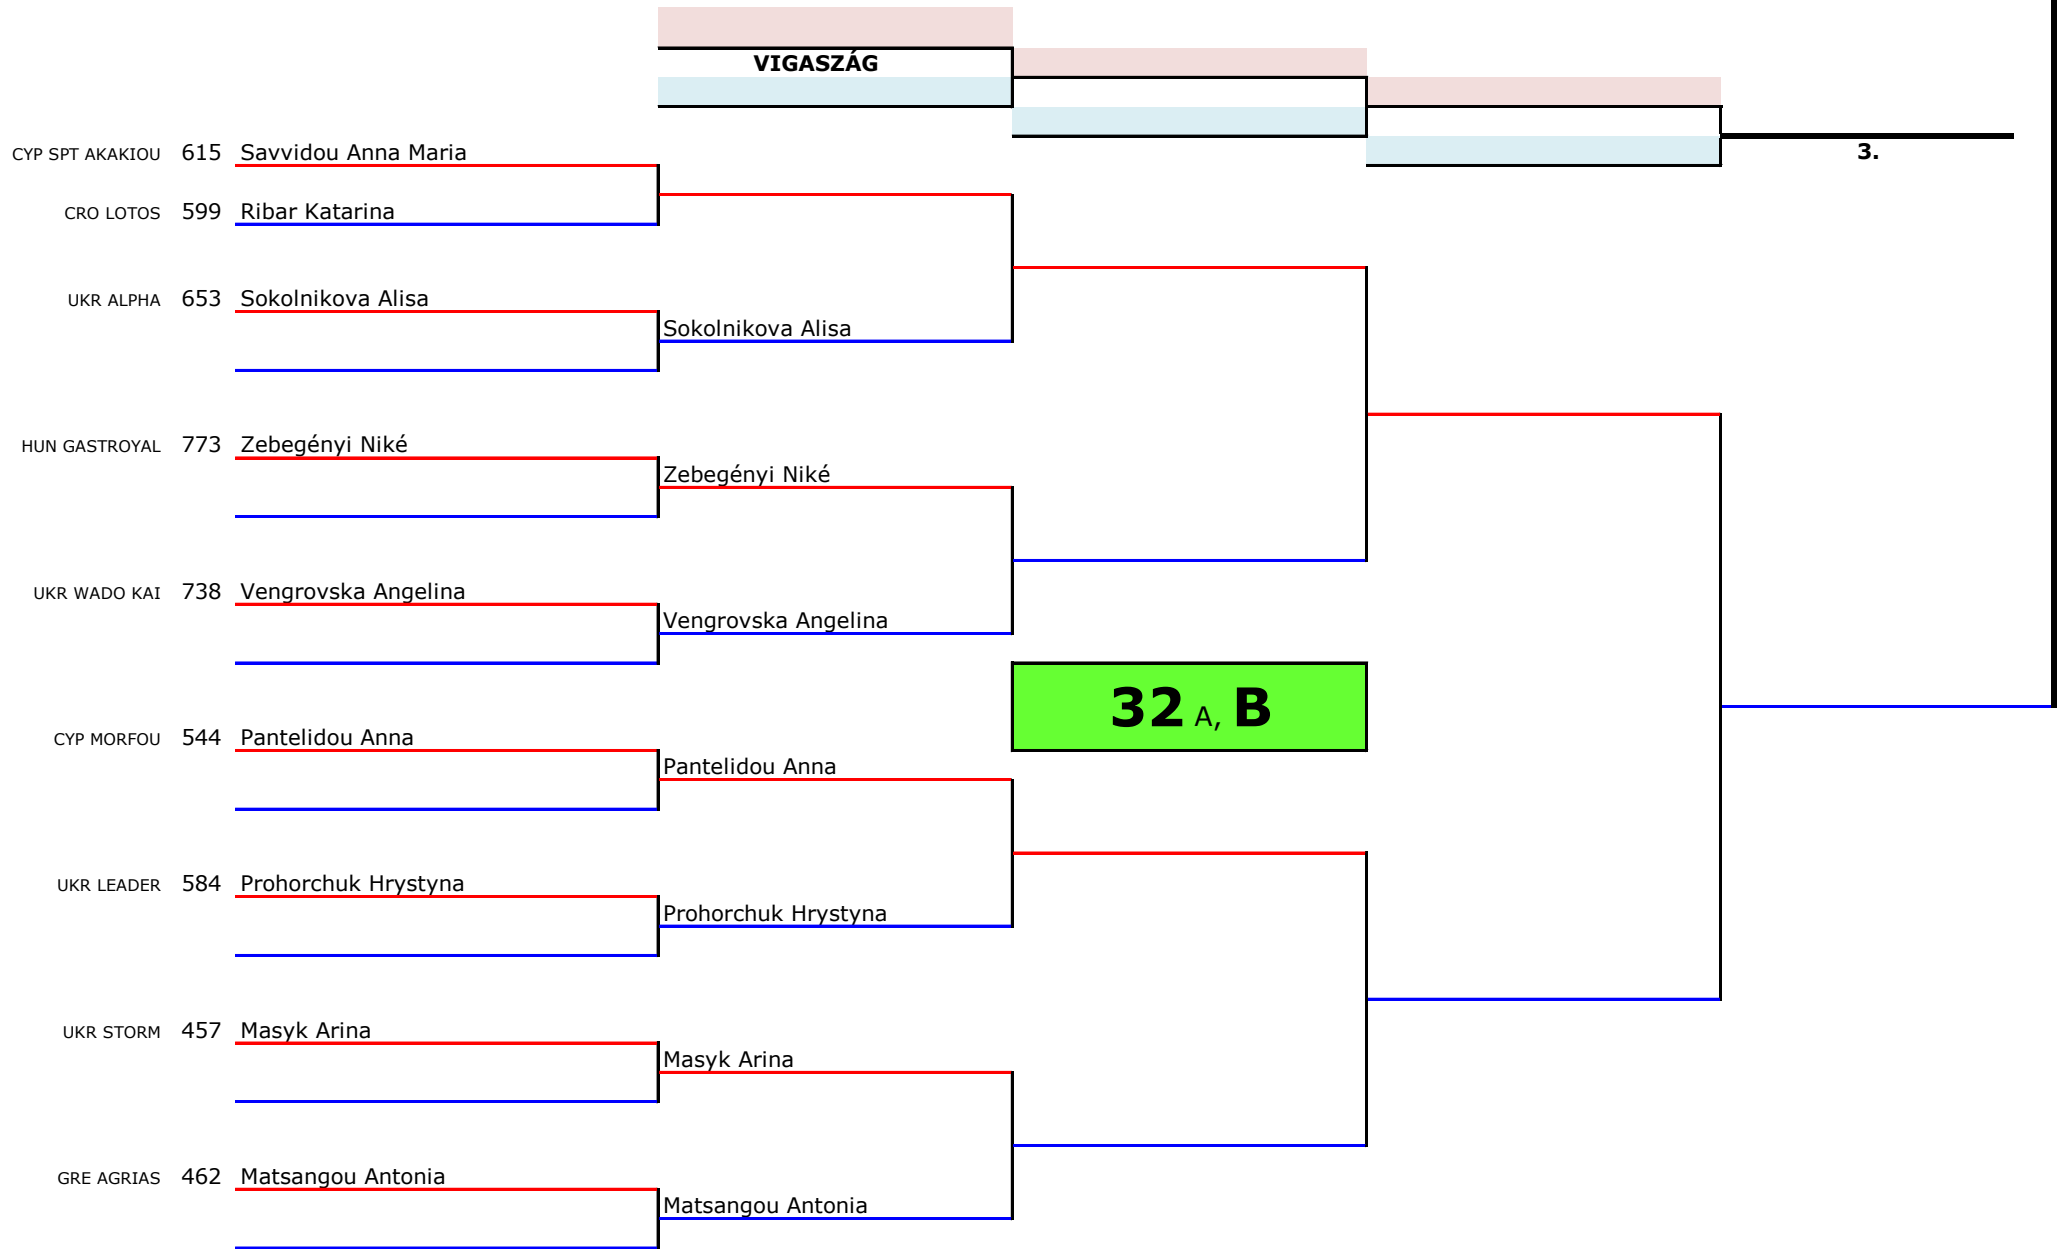 VIGASZÁG
3.
CYP SPT AKAKIOU 615 Savvidou Anna Maria
CRO LOTOS 599 Ribar Katarina
UKR ALPHA 653 Sokolnikova Alisa
Sokolnikova Alisa
HUN GASTROYAL 773 Zebegényi Niké
Zebegényi Niké
UKR WADO KAI 738 Vengrovska Angelina
Vengrovska Angelina
32 A, B
CYP MORFOU 544 Pantelidou Anna
Pantelidou Anna
UKR LEADER 584 Prohorchuk Hrystyna
Prohorchuk Hrystyna
UKR STORM 457 Masyk Arina
Masyk Arina
GRE AGRIAS 462 Matsangou Antonia
Matsangou Antonia